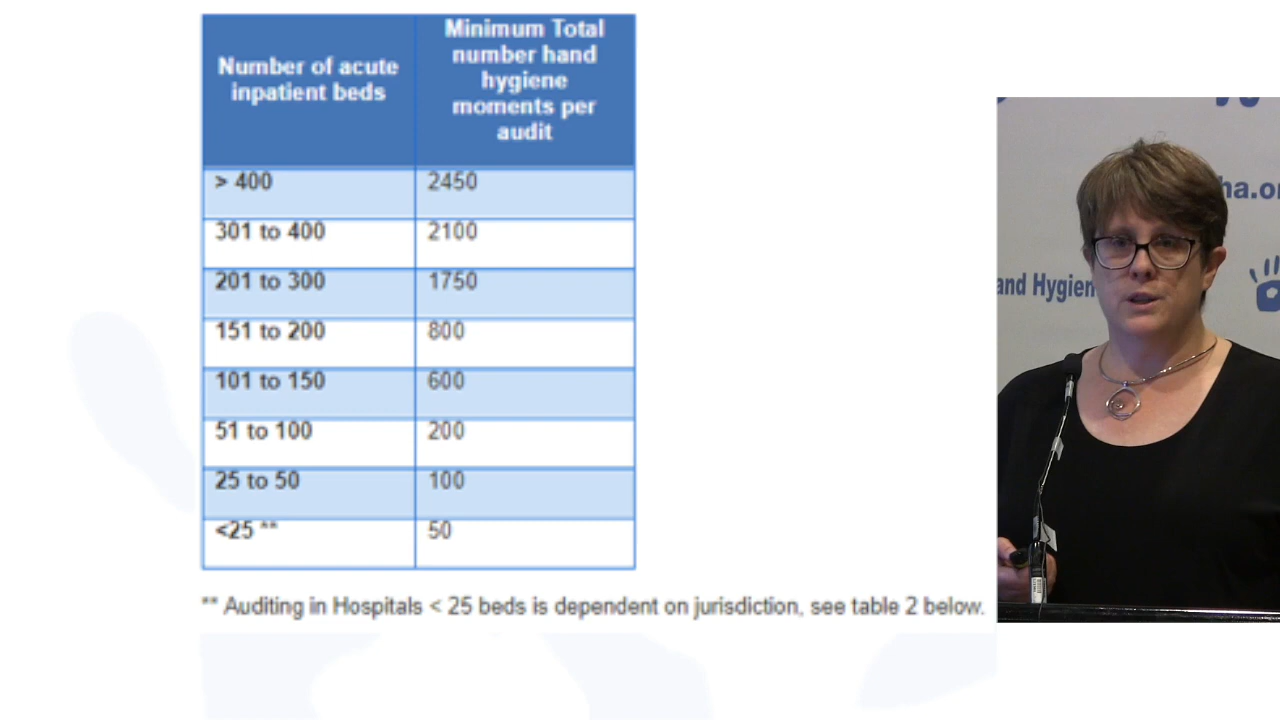 Number of acute
inpatient beds
Minimum Total
number hand
hygiene
moments per
audit
> 400
2450
301 to 400
2100
201 to 300
1750
151 to 200
800
101 to 150
600
51 to 100
200
25 to 50
100
<25 **
50
** Auditing in Hospitals < 25 beds is dependent on jurisdiction, see table 2 below.
ha.or
and Hygien